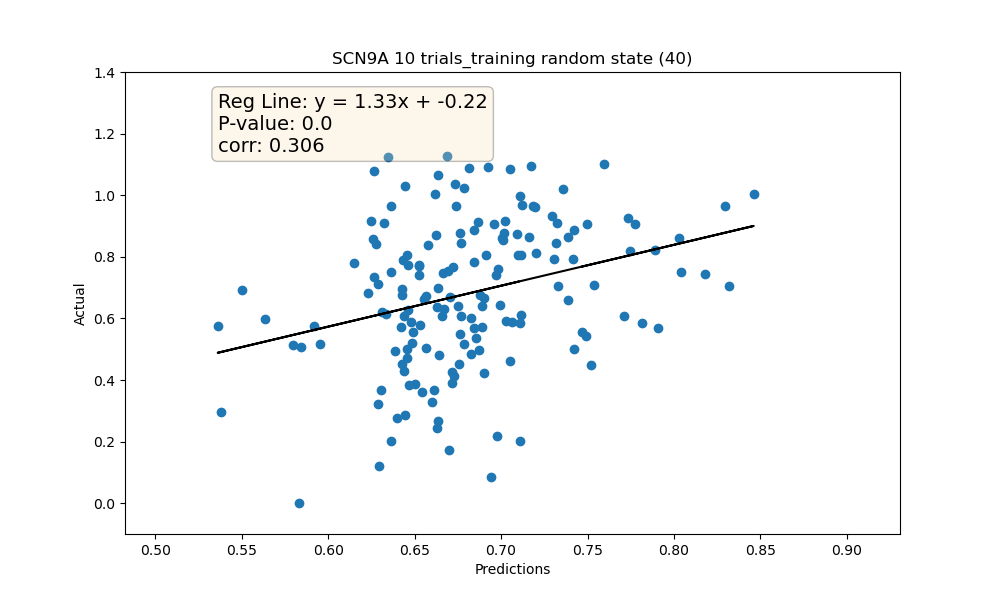 SCN9A 10 trials_training random state (40)
Reg Line: y = 1.33x + -0.22
P-value: 0.0
corr: 0.306
Actual
1.4
1.2
1.0
0.8
0.6
0.4
0.2
0.0
0.50 0.55 0.60 0.65 0.70 0.75 0.80 0.85 0.90
Predictions